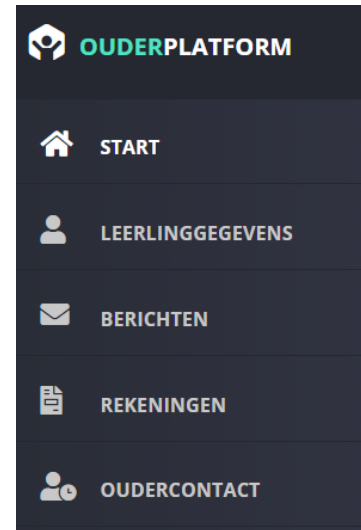 OUDERPLATFORM
START
LEERLINGGEGEVENS
BERICHTEN
REKENINGEN
OUDERCONTACT